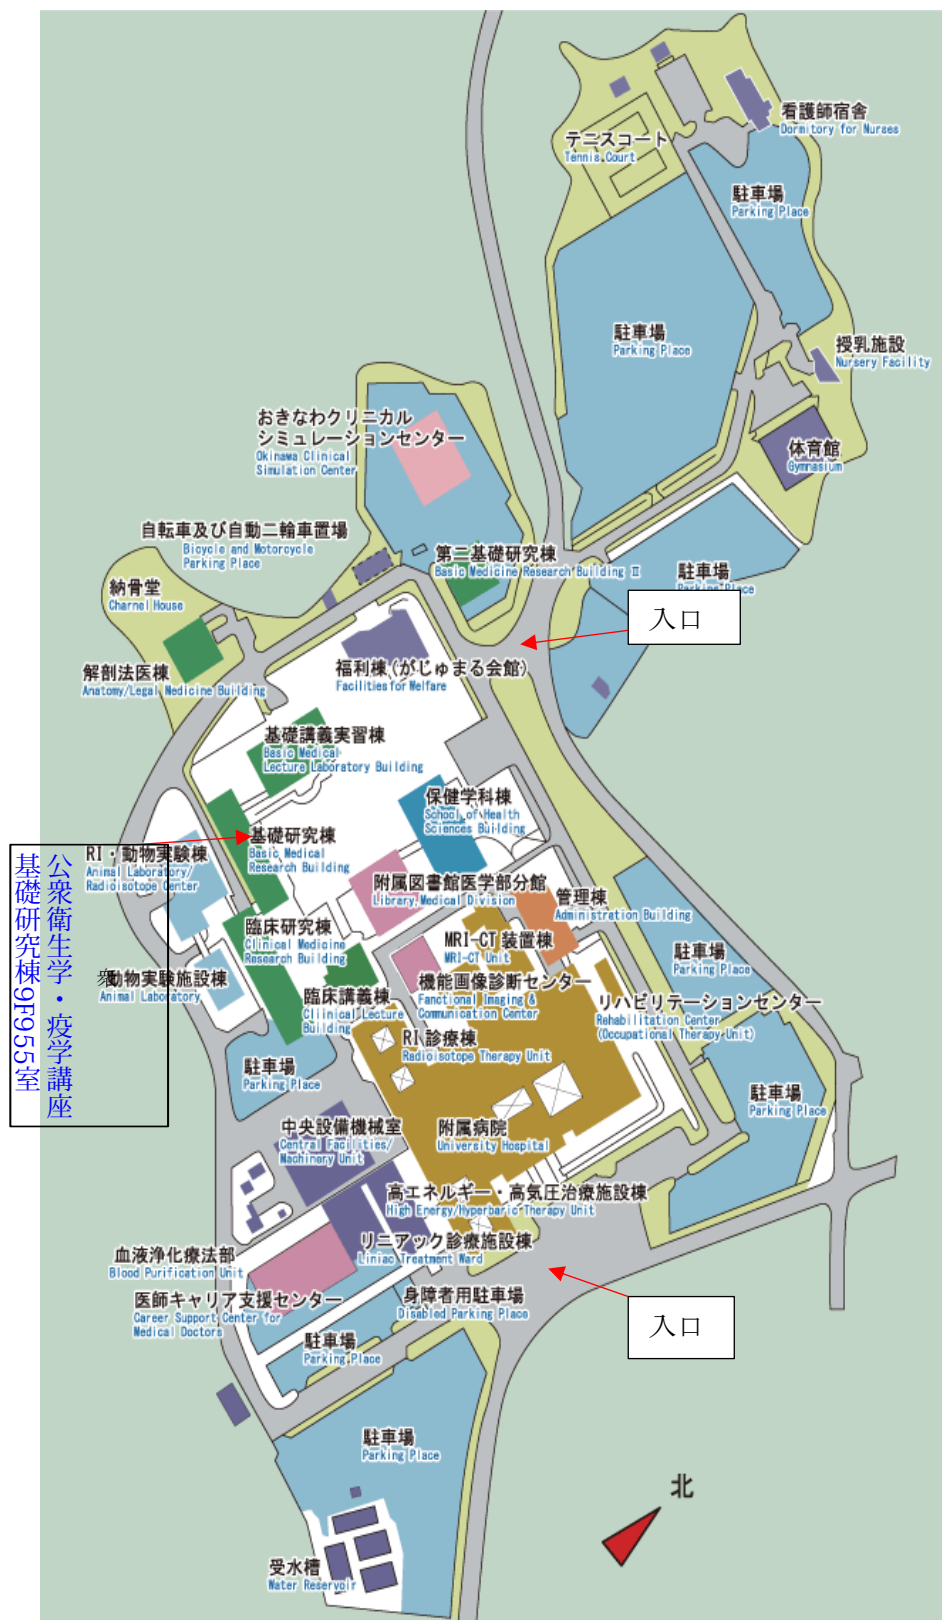 看護師宿舎
Dormitory for Nurses
テニスコート
Tennis Court
駐車場
Parking Place
駐車場
Parking Place
授乳施設
Nursery Facility
おきなわクリニカル
シミュレーションセンター
Okinawa Clinical
Simulation Center
体育館
Gymnasium
自転車及び自動二輪車置場
Bicycle and Motorcycle
Parking Place
第二基礎研究棟
Basic Medicine Research Building Ⅱ
駐車場
Parking Place
納骨堂
Charnel House
入口
解剖法医棟
Anatomy/Legal Medicine Building
福利棟(がじゅまる会館)
Facilities for Welfare
基礎講義実習棟
Basic Medical
Lecture Laboratory Building
保健学科棟
School of Health
Sciences Building
基礎研究棟
Basic Medical
Research Building
RI・動物実験棟
Animal Laboratory/
Radioisotope Center
公衆衛生学・疫学講座
基礎研究棟9F955室
附属図書館医学部分館
Library, Medical Division
管理棟
Administration Building
臨床研究棟
Clinical Medicine
Research Building
MRI-CT 装置棟
MRI-CT Unit
駐車場
Parking Place
衆
動物実験施設棟
Animal Laboratory
臨床講義棟
Cliinical Lecture
Building
機能画像診断センター
Fanctional Imaging &
Communication Center
リハビリテーションセンター
Rehabilitation Center
(Occupational Therapy Unit)
RI 診療棟
Radioisotope Therapy Unit
駐車場
Parking Place
駐車場
Parking Place
中央設備機械室
Central Facilities/
Machinery Unit
附属病院
University Hospital
高エネルギー・高気圧治療施設棟
High Energy/Hyperbaric Therapy Unit
リニアック診療施設棟
Liniac Treatment Ward
血液浄化療法部
Blood Purification Unit
医師キャリア支援センター
Career Support Center for
Medical Doctors
身障者用駐車場
Disabled Parking Place
入口
駐車場
Parking Place
駐車場
Parking Place
北
受水槽
Water Reservoir